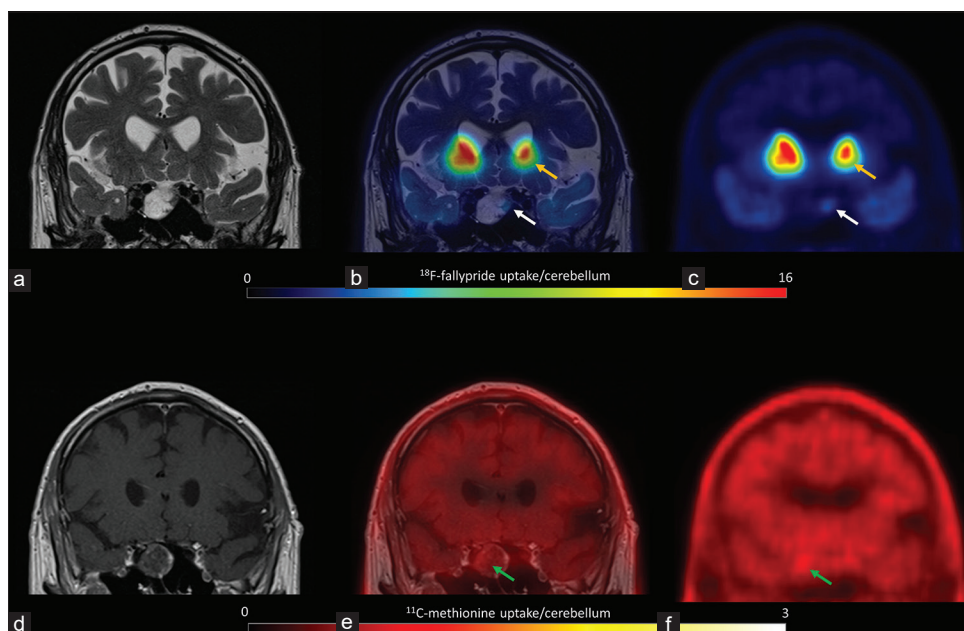 a
b
c
0 ¹⁸F-fallypride uptake/cerebellum 16
d
e
f
0 ¹¹C-methionine uptake/cerebellum 3